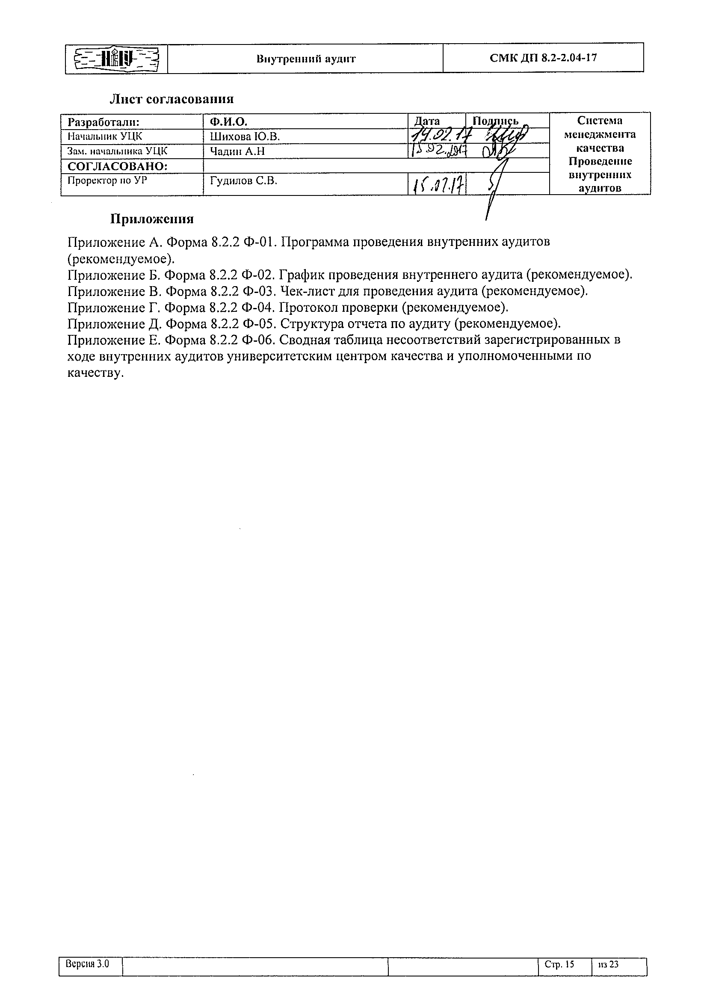 Внутренний аудит
СМК ДП 8.2-2.04-17
Лист согласования
Разработали: Ф.И.О. Дата Подпись
Начальник УЦК Шихова Ю.В. 14.02.17
Зам. начальника УЦК Чадин А.Н 15.02.2017
СОГЛАСОВАНО:
Проректор по УР Гудилов С.В. 15.02.17
Система
менеджмента
качества
Проведение
внутренних
аудитов
Приложения
Приложение А. Форма 8.2.2 Ф-01. Программа проведения внутренних аудитов
(рекомендуемое).
Приложение Б. Форма 8.2.2 Ф-02. График проведения внутреннего аудита (рекомендуемое).
Приложение В. Форма 8.2.2 Ф-03. Чек-лист для проведения аудита (рекомендуемое).
Приложение Г. Форма 8.2.2 Ф-04. Протокол проверки (рекомендуемое).
Приложение Д. Форма 8.2.2 Ф-05. Структура отчета по аудиту (рекомендуемое).
Приложение Е. Форма 8.2.2 Ф-06. Сводная таблица несоответствий зарегистрированных в
ходе внутренних аудитов университетским центром качества и уполномоченными по
качеству.
Версия 3.0 Стр. 15 из 23